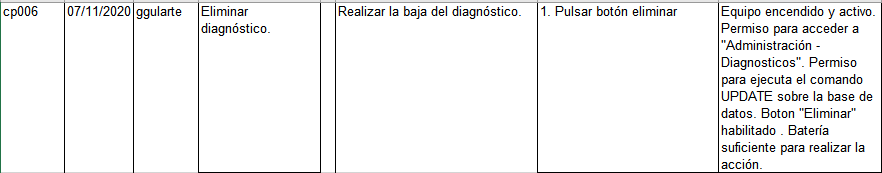 cp006
07/11/2020
ggularte
Eliminar
diagnóstico.
Realizar la baja del diagnóstico.
1. Pulsar botón eliminar
Equipo encendido y activo.
Permiso para acceder a
"Administración -
Diagnosticos". Permiso
para ejecuta el comando
UPDATE sobre la base de
datos. Boton "Eliminar"
habilitado . Batería
suficiente para realizar la
acción.